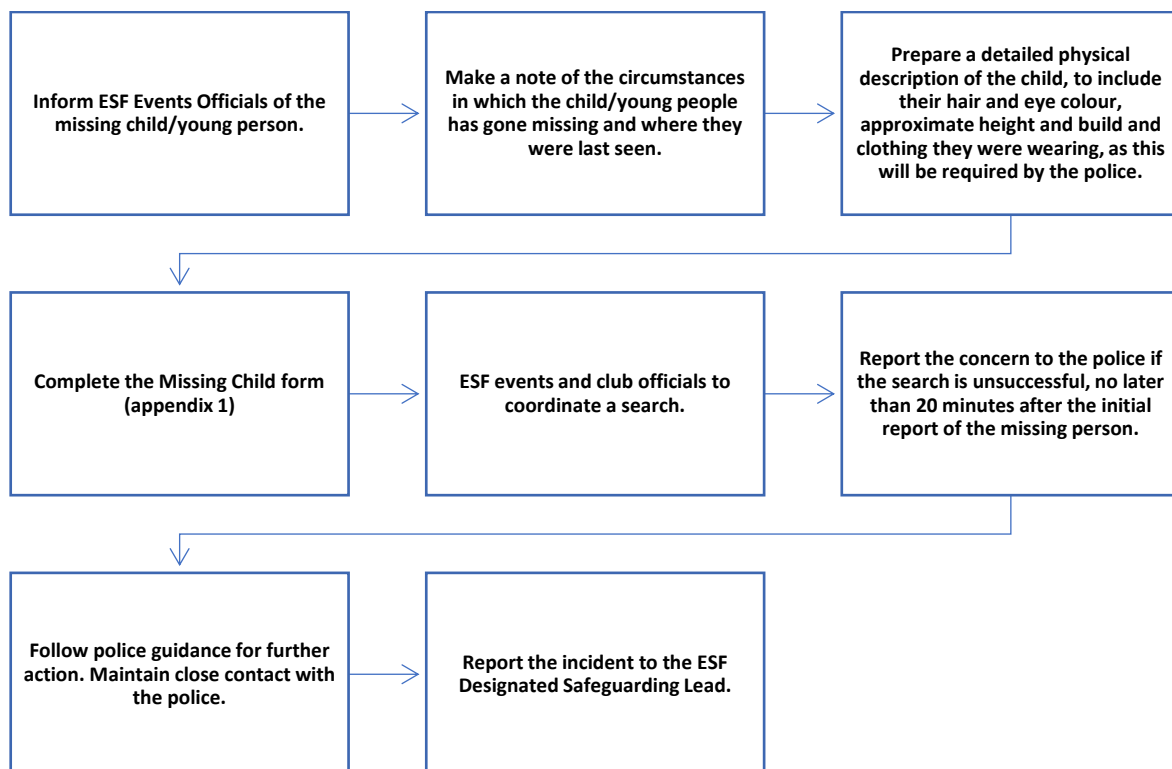 Inform ESF Events Officials of the
missing child/young person.
Make a note of the circumstances
in which the child/young people
has gone missing and where they
were last seen.
Prepare a detailed physical
description of the child, to include
their hair and eye colour,
approximate height and build and
clothing they were wearing, as this
will be required by the police.
Complete the Missing Child form
(appendix 1)
ESF events and club officials to
coordinate a search.
Report the concern to the police if
the search is unsuccessful, no later
than 20 minutes after the initial
report of the missing person.
Follow police guidance for further
action. Maintain close contact with
the police.
Report the incident to the ESF
Designated Safeguarding Lead.